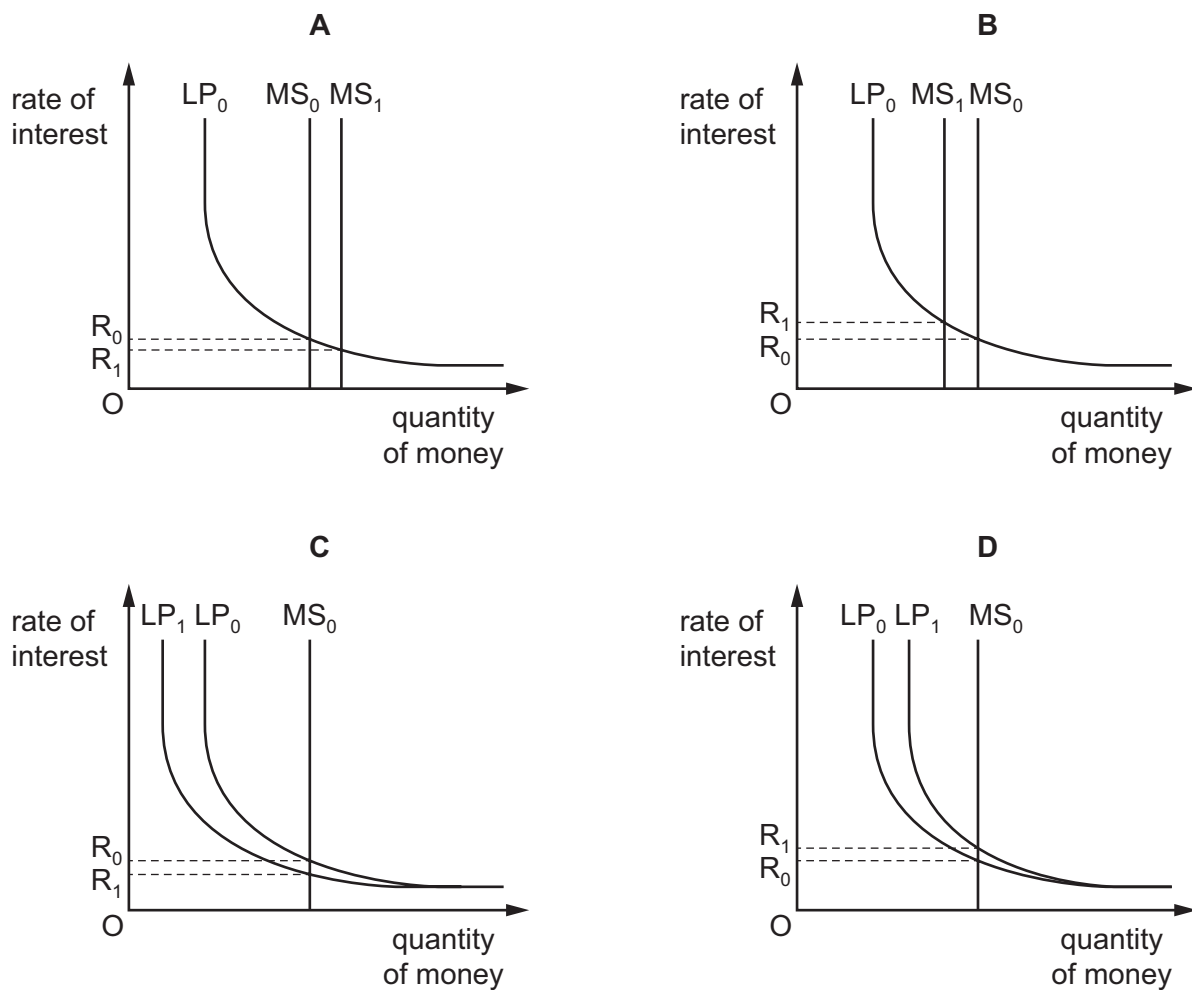 A
rate of
interest
LP₀ MS₀ MS₁
R₀
R₁
O
quantity
of money
B
rate of
interest
LP₀ MS₁ MS₀
R₁
R₀
O
quantity
of money
C
rate of
interest
LP₁ LP₀ MS₀
R₀
R₁
O
quantity
of money
D
rate of
interest
LP₀ LP₁ MS₀
R₁
R₀
O
quantity
of money